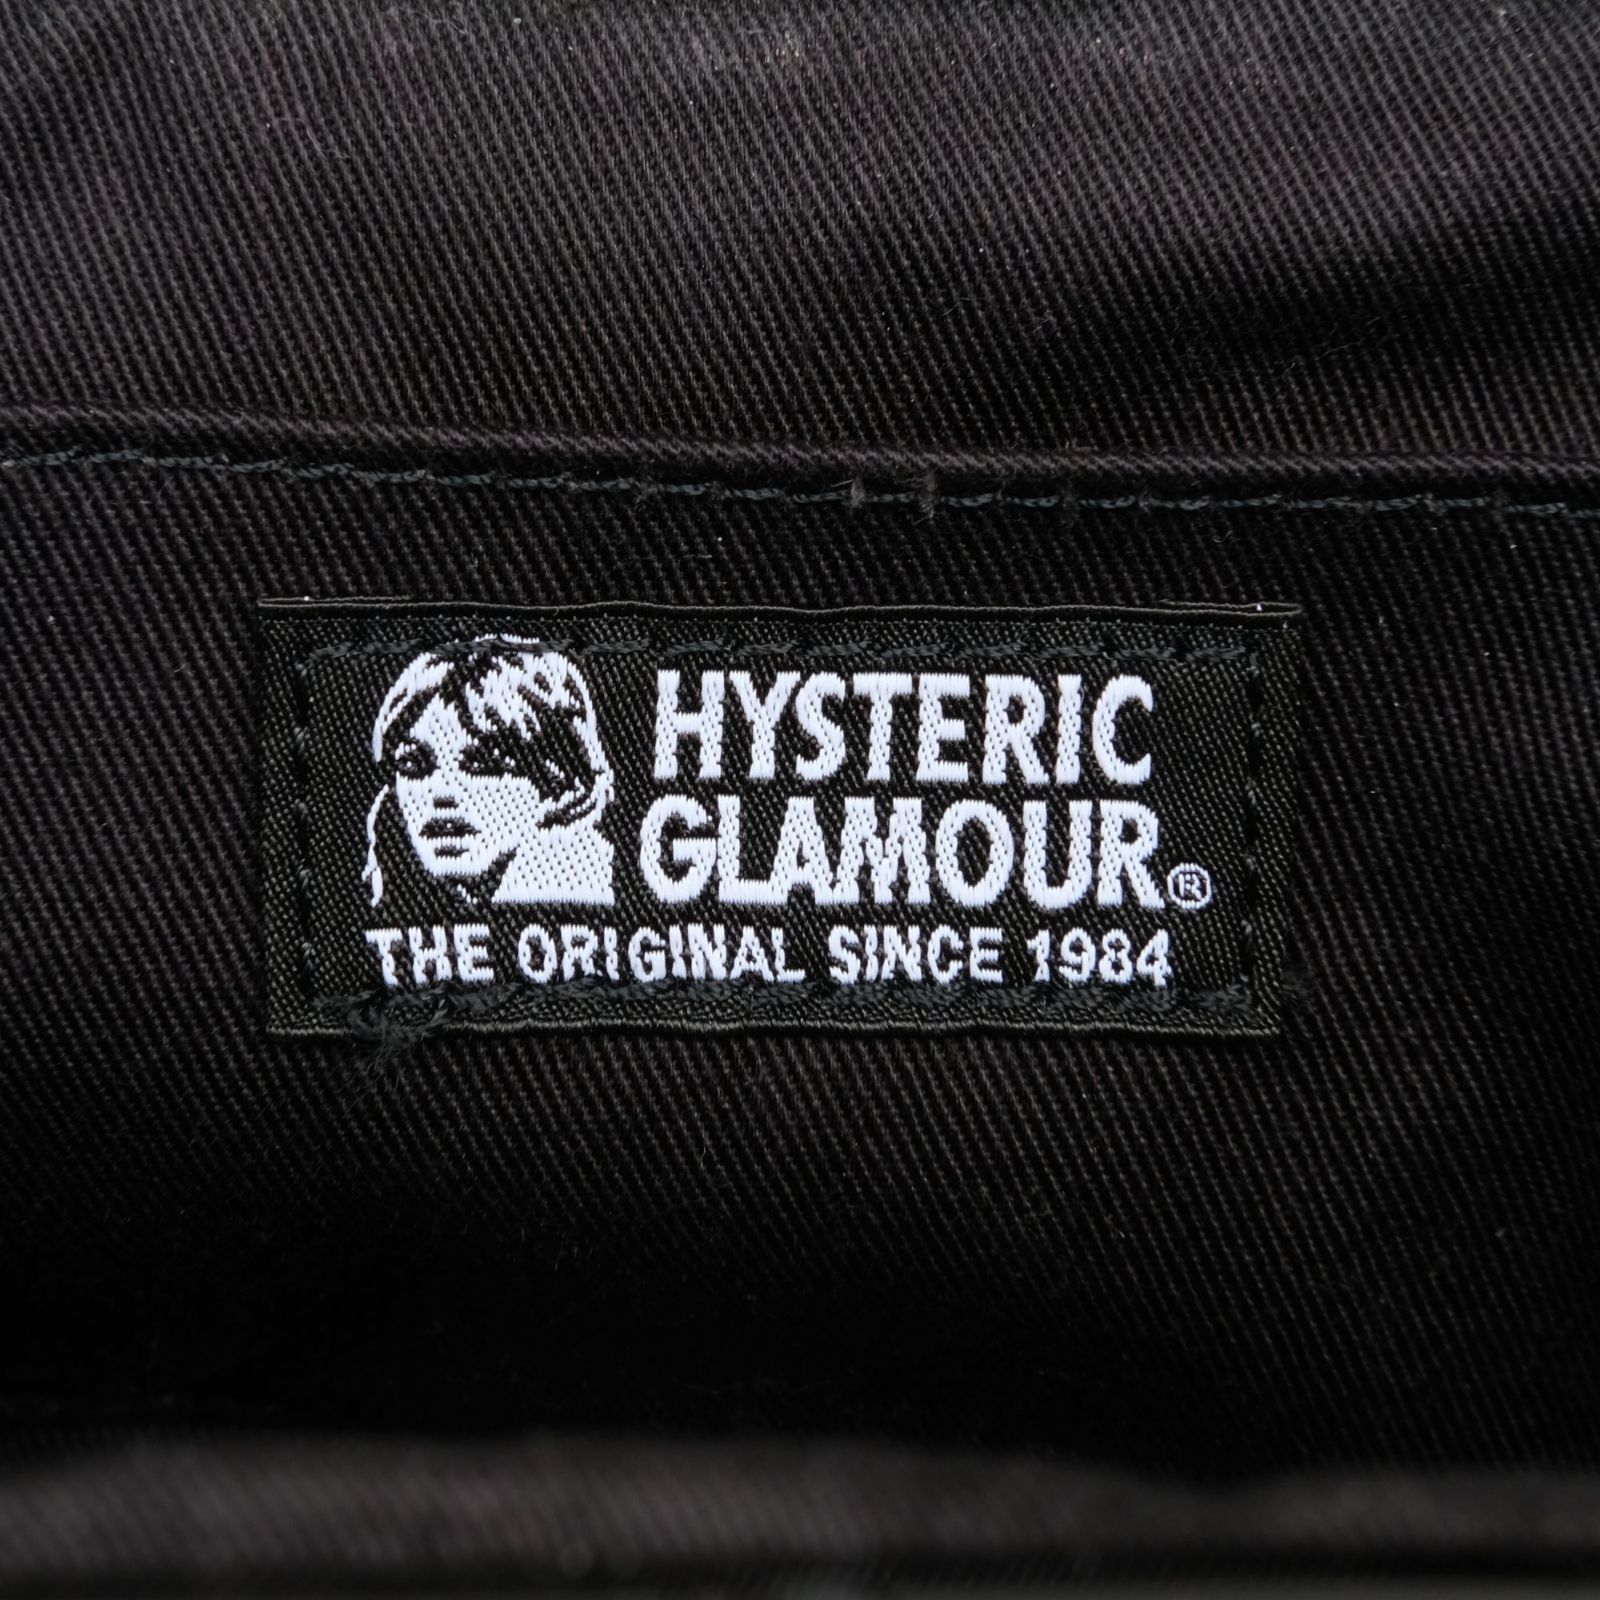 HYSTERIC
GLAMOUR®
THE ORIGINAL SINCE 1984